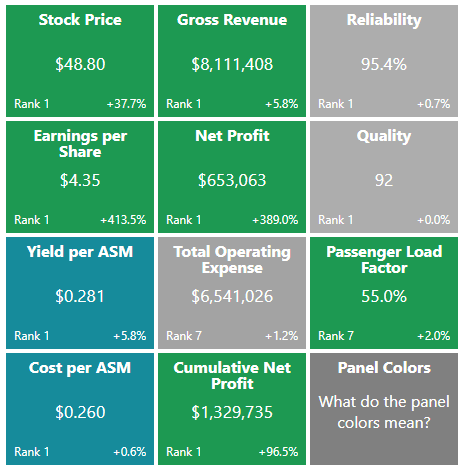 Stock Price
$48.80
Rank 1 +37.7%
Gross Revenue
$8,111,408
Rank 1 +5.8%
Reliability
95.4%
Rank 1 +0.7%
Earnings per
Share
$4.35
Rank 1 +413.5%
Net Profit
$653,063
Rank 1 +389.0%
Quality
92
Rank 1 +0.0%
Yield per ASM
$0.281
Rank 1 +5.8%
Total Operating
Expense
$6,541,026
Rank 7 +1.2%
Passenger Load
Factor
55.0%
Rank 7 +2.0%
Cost per ASM
$0.260
Rank 1 +0.6%
Cumulative Net
Profit
$1,329,735
Rank 1 +96.5%
Panel Colors
What do the panel
colors mean?